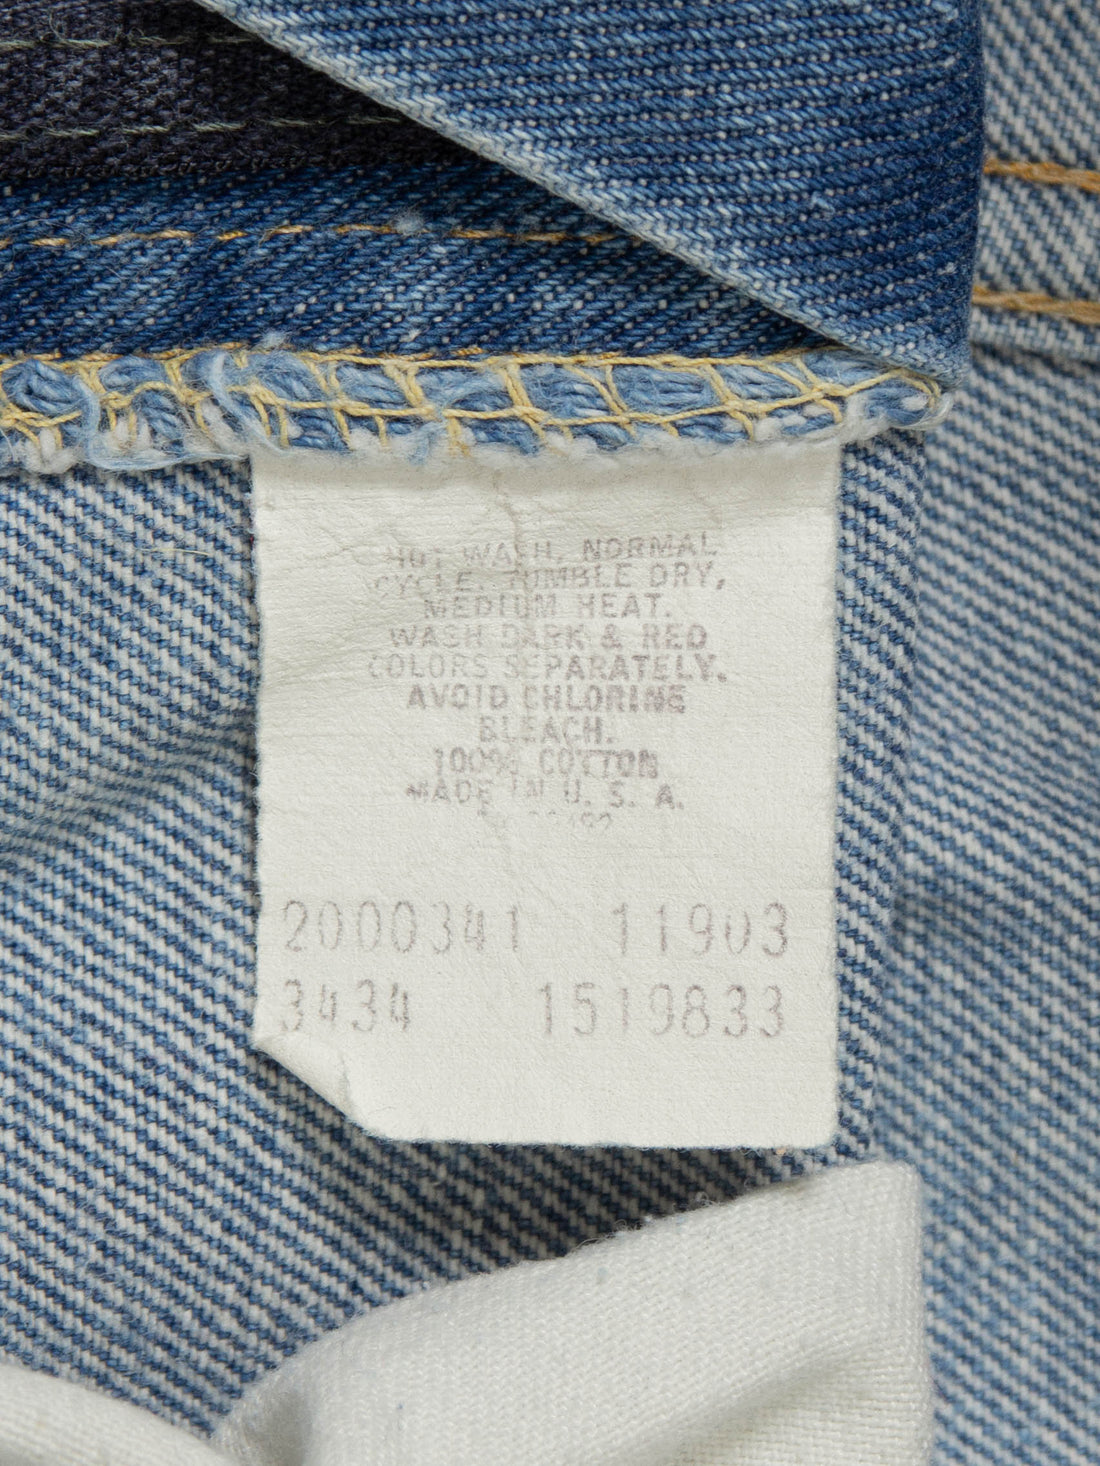 HOT WASH, NORMAL
CYCLE. TUMBLE DRY,
MEDIUM HEAT.
WASH DARK & RED
COLORS SEPARATELY.
AVOID CHLORINE
BLEACH.
100% COTTON
MADE IN U. S. A.
2000341 11903
3434 1519833